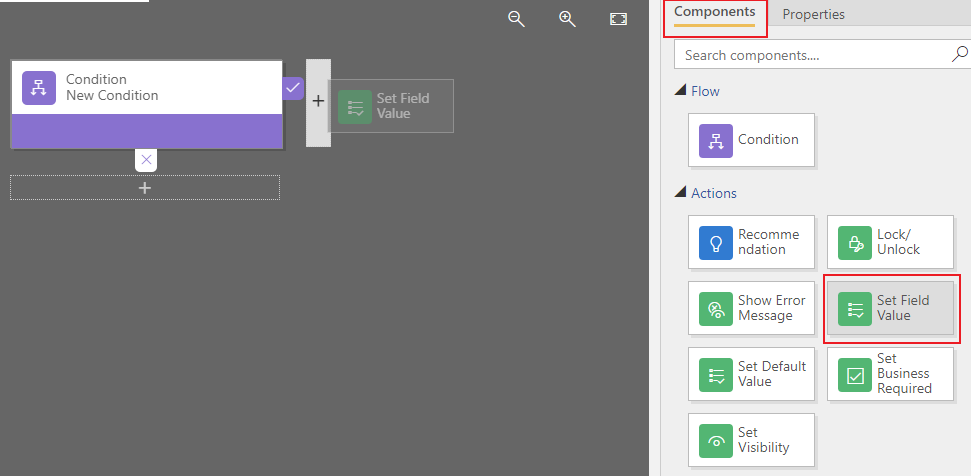 Condition
New Condition
Set Field
Value
Components
Properties
Search components....
Flow
Condition
Actions
Recomme
ndation
Lock/
Unlock
Show Error
Message
Set Field
Value
Set Default
Value
Set
Business
Required
Set
Visibility